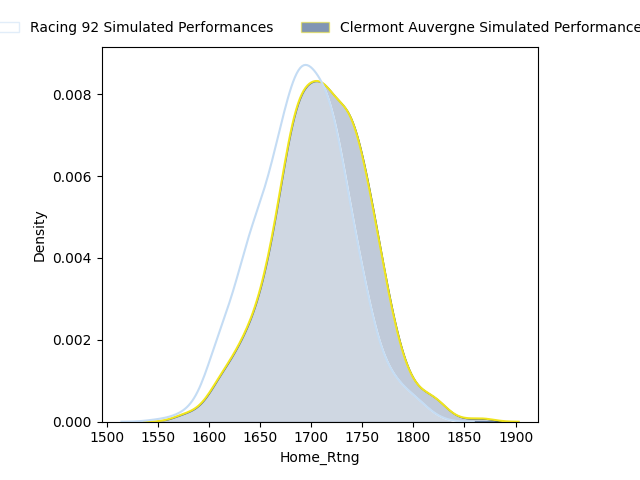 Racing 92 Simulated Performances
Clermont Auvergne Simulated Performance
0.008
0.006
0.004
0.002
0.000
Density
1500 1550 1600 1650 1700 1750 1800 1850 1900
Home_Rtng